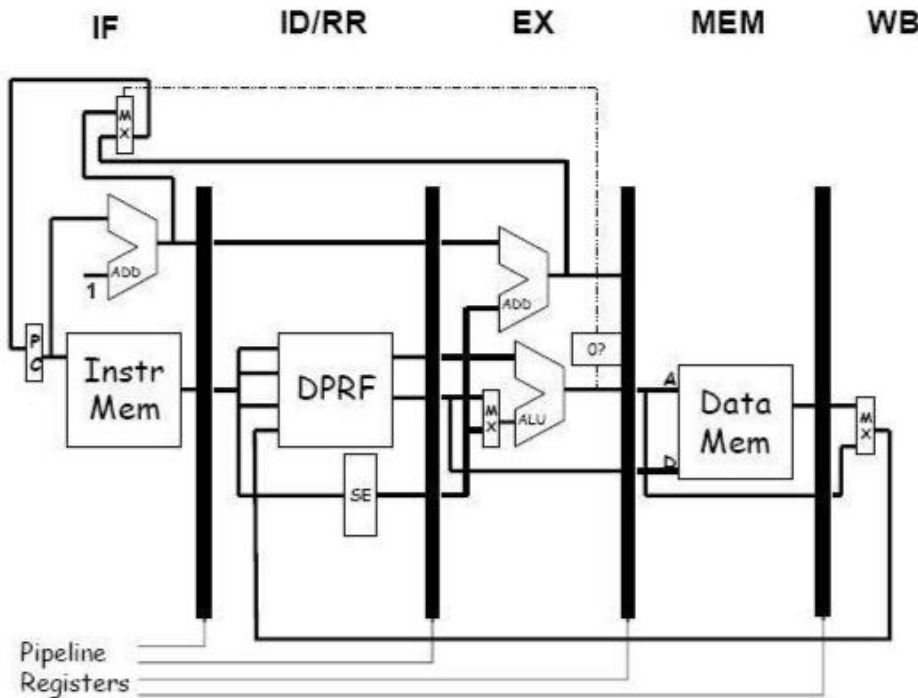 IF ID/RR EX MEM WB
M
X
ADD
1
ADD
P
C
0?
Instr
Mem
DPRF
M
X
ALU
A
D
Data
Mem
M
X
SE
Pipeline
Registers